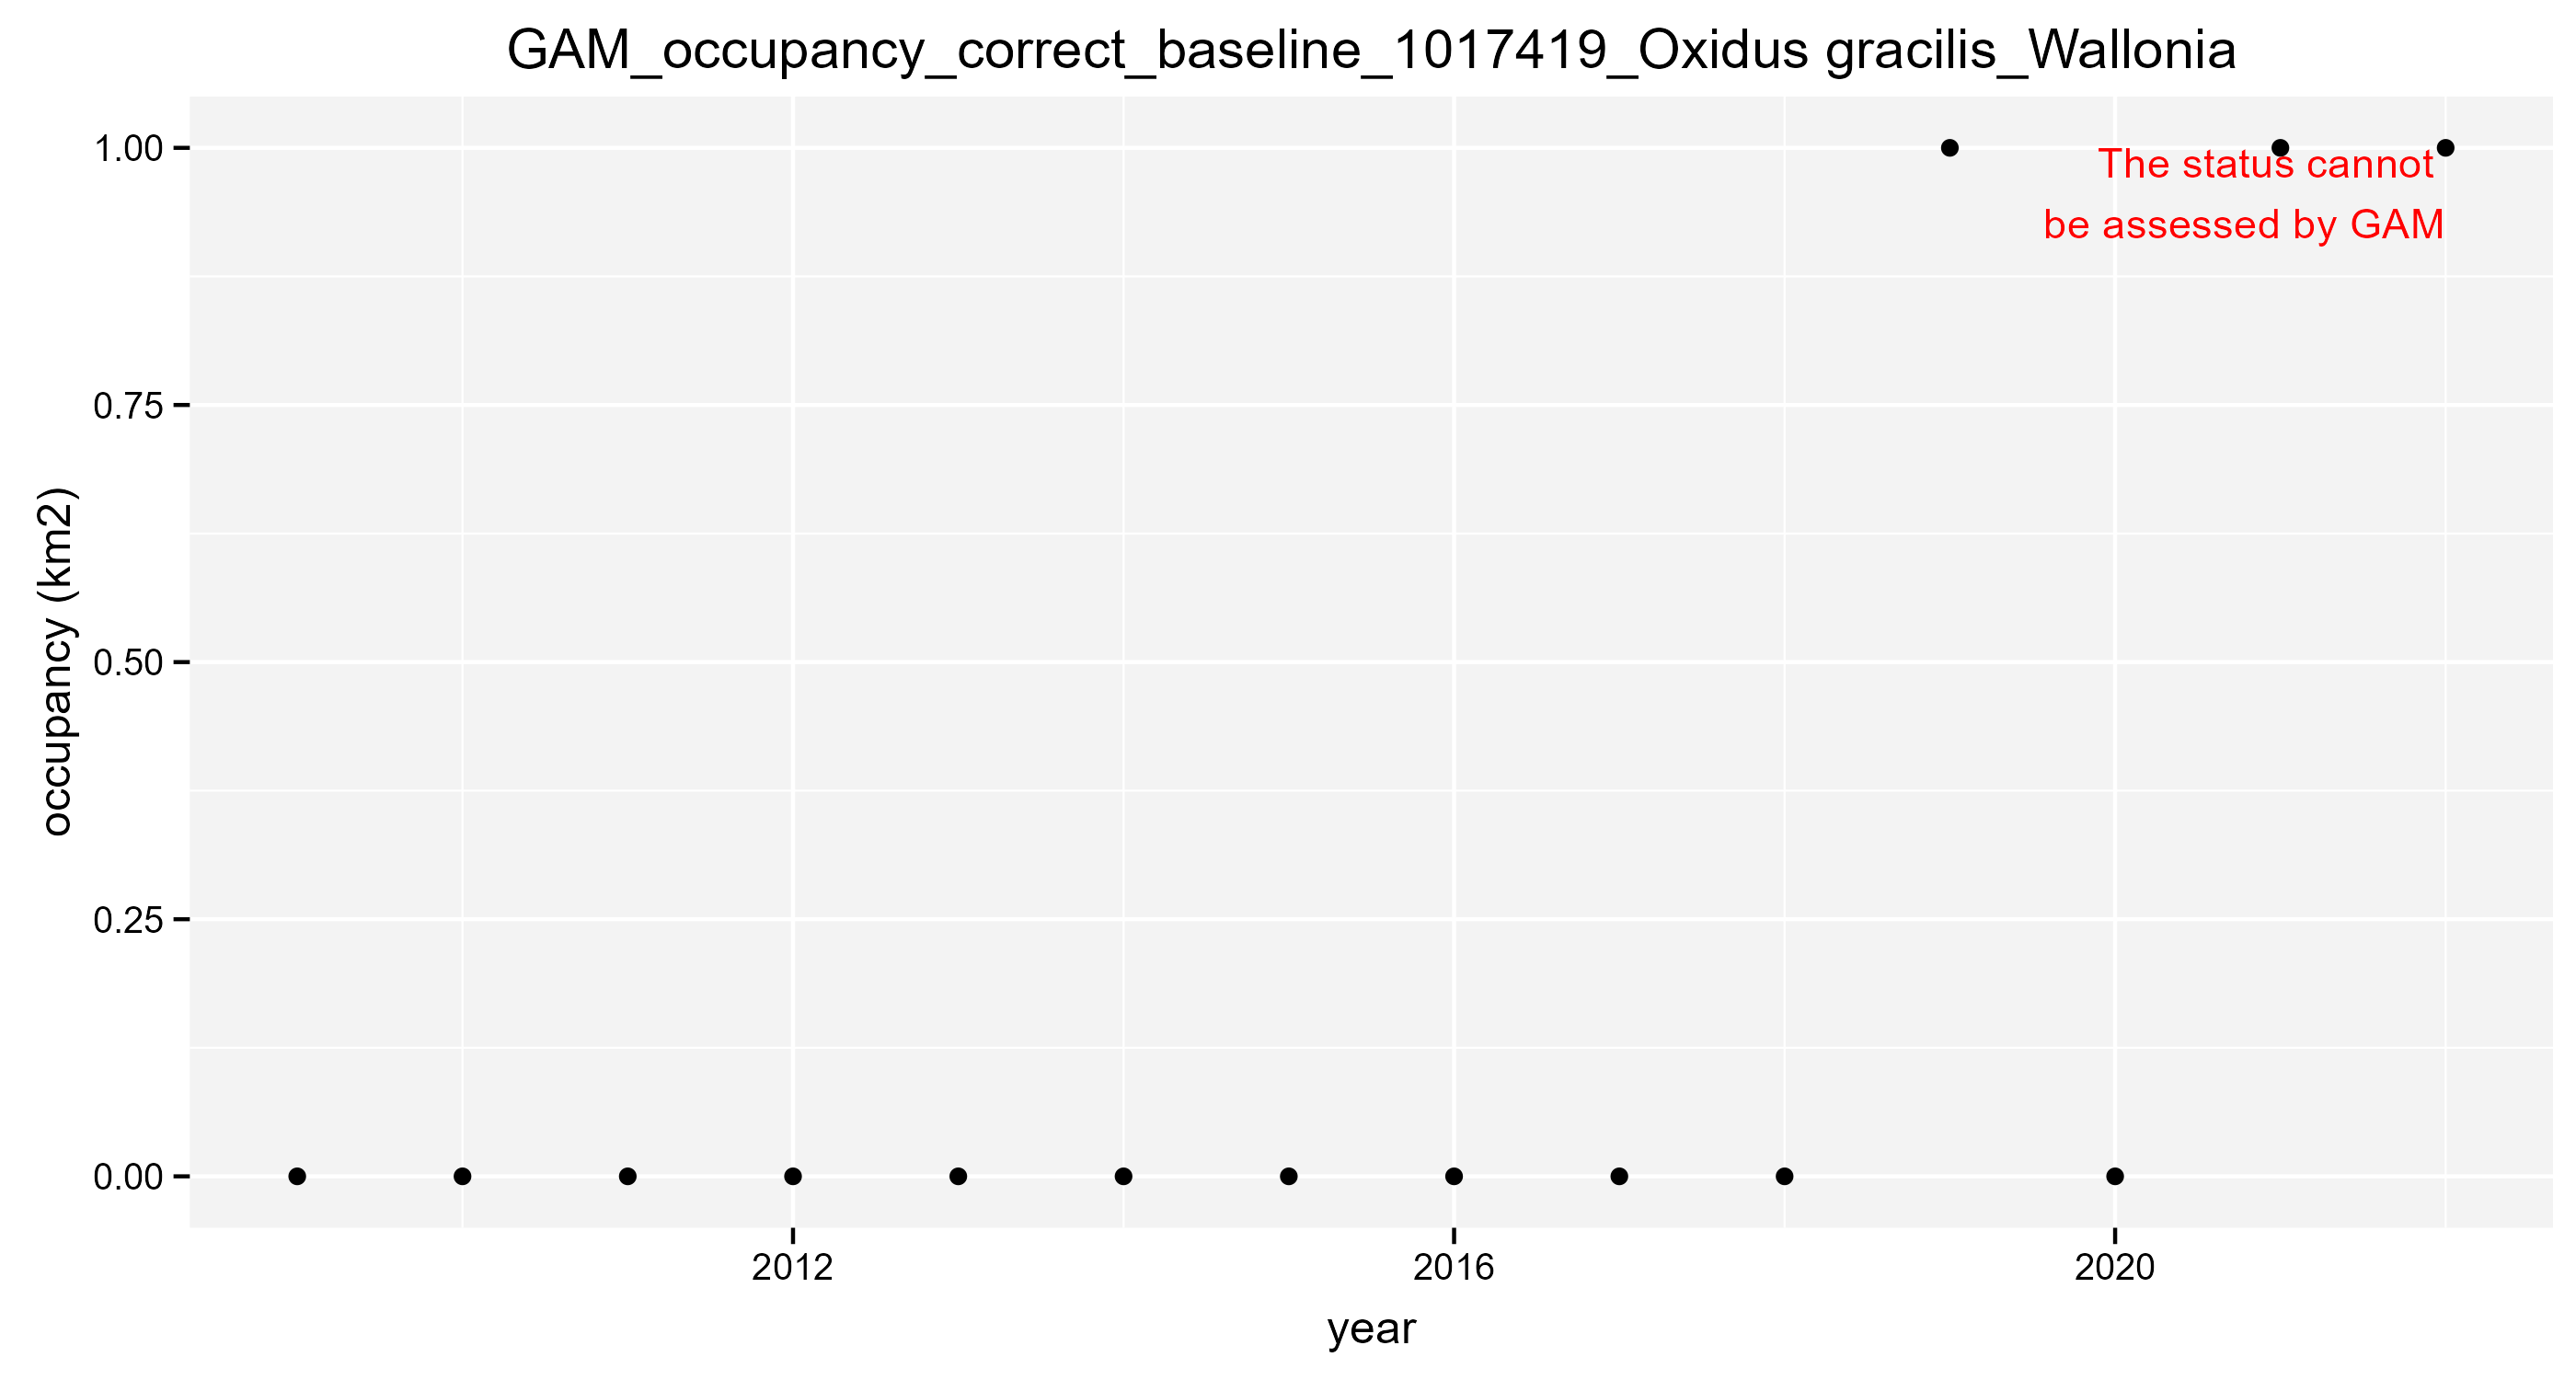 GAM_occupancy_correct_baseline_1017419_Oxidus gracilis_Wallonia
1.00
The status cannot
be assessed by GAM
0.75
0.50
0.25
0.00
occupancy (km2)
2012
2016
2020
year